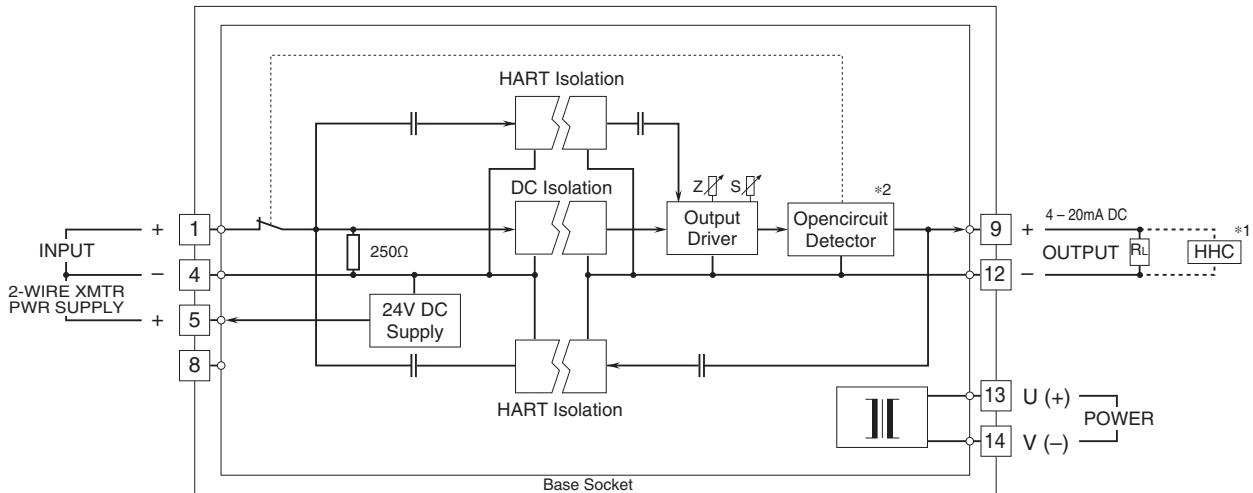 HART Isolation
DC Isolation
Z
S
*2
Output
Driver
Opencircuit
Detector
+ 1
INPUT
– 4
2-WIRE XMTR
PWR SUPPLY
+ 5
8
250Ω
24V DC
Supply
HART Isolation
9 +
4 – 20mA DC
*1
OUTPUT
RL
HHC
12 –
13 U (+)
POWER
14 V (–)
Base Socket